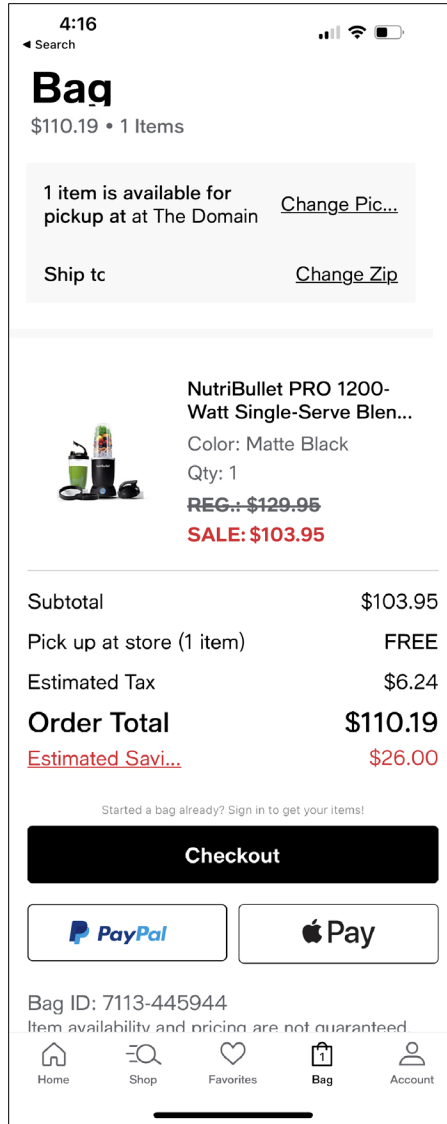 4:16
◀ Search
Bag
$110.19 • 1 Items
1 item is available for
pickup at at The Domain
Change Pic...
Ship to
Change Zip
NutriBullet PRO 1200-
Watt Single-Serve Blen...
Color: Matte Black
Qty: 1
REG.: $129.95
SALE: $103.95
Subtotal $103.95
Pick up at store (1 item) FREE
Estimated Tax $6.24
Order Total $110.19
Estimated Savi... $26.00
Started a bag already? Sign in to get your items!
Checkout
PayPal
Pay
Bag ID: 7113-445944
Item availability and pricing are not guaranteed.
1
Home Shop Favorites Bag Account